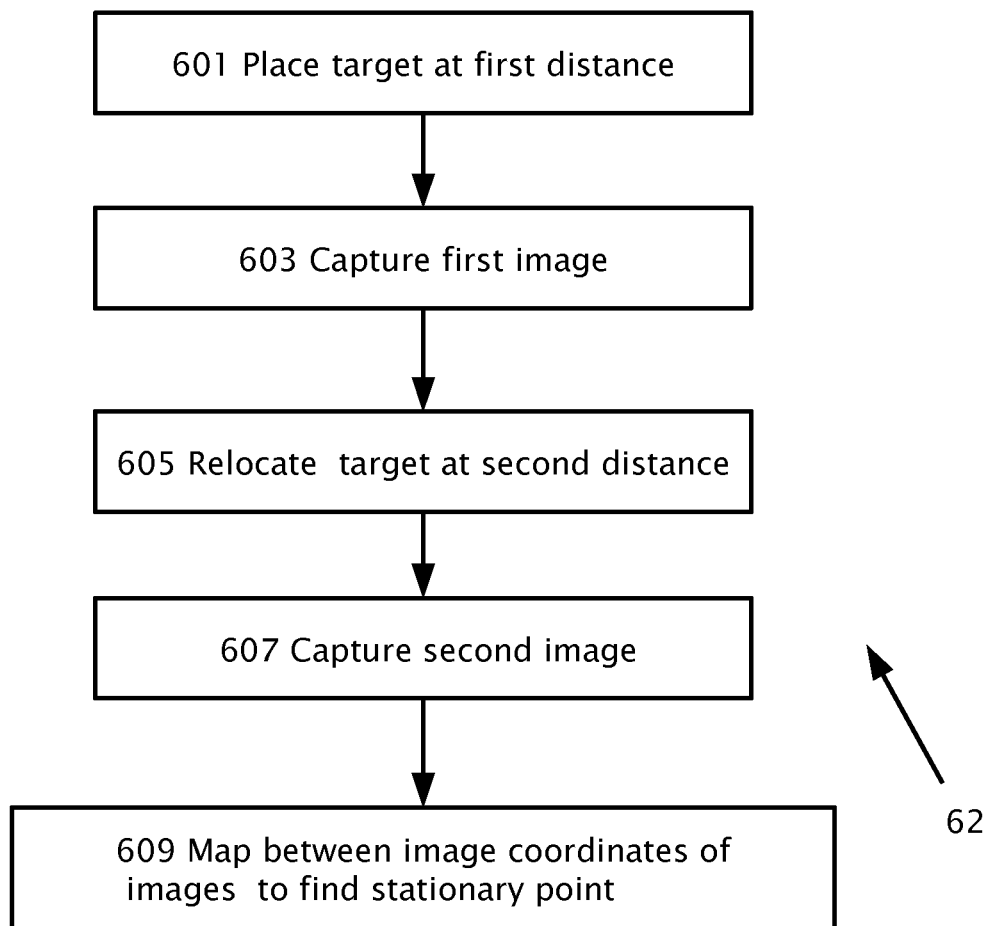 601 Place target at first distance
603 Capture first image
605 Relocate  target at second distance
607 Capture second image
62
609 Map between image coordinates of
images  to find stationary point